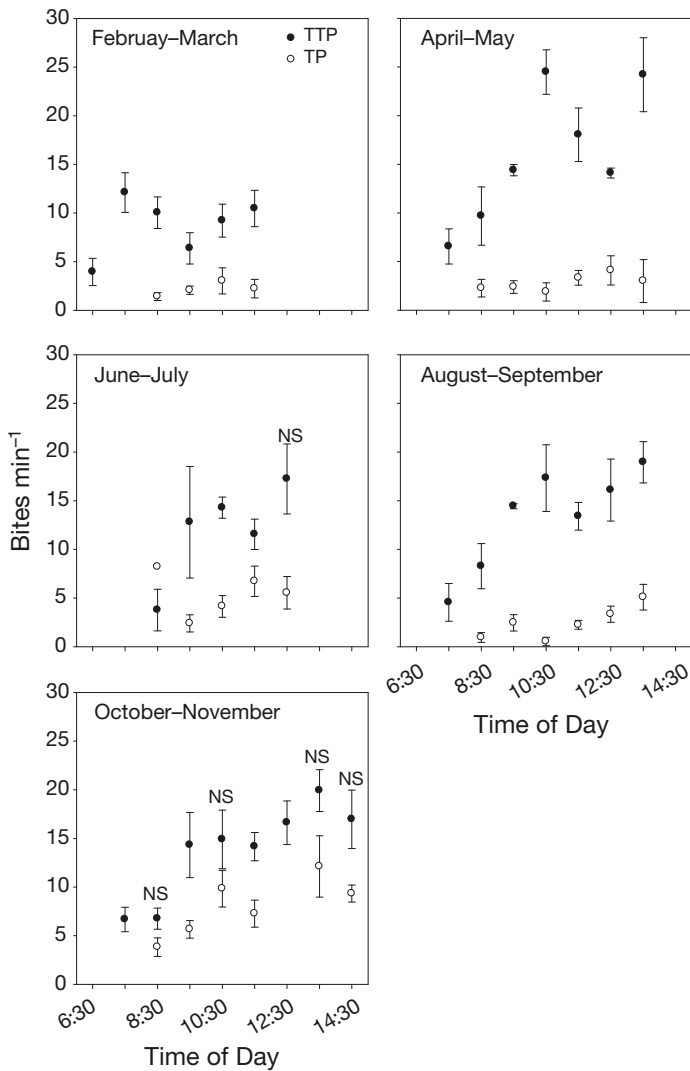 Februay–March
TTP
TP
April–May
30
25
20
15
10
5
0
June–July
NS
August–September
30
25
20
15
10
5
0
Bites min⁻¹
6:30
8:30
10:30
12:30
14:30
Time of Day
October–November
NS
NS
NS
NS
30
25
20
15
10
5
0
6:30
8:30
10:30
12:30
14:30
Time of Day